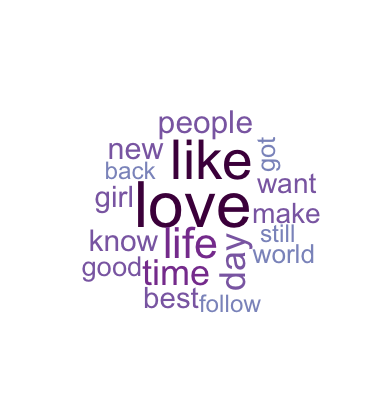 people
new like got
back
girl love want
make
know life day still
world
good time
best follow